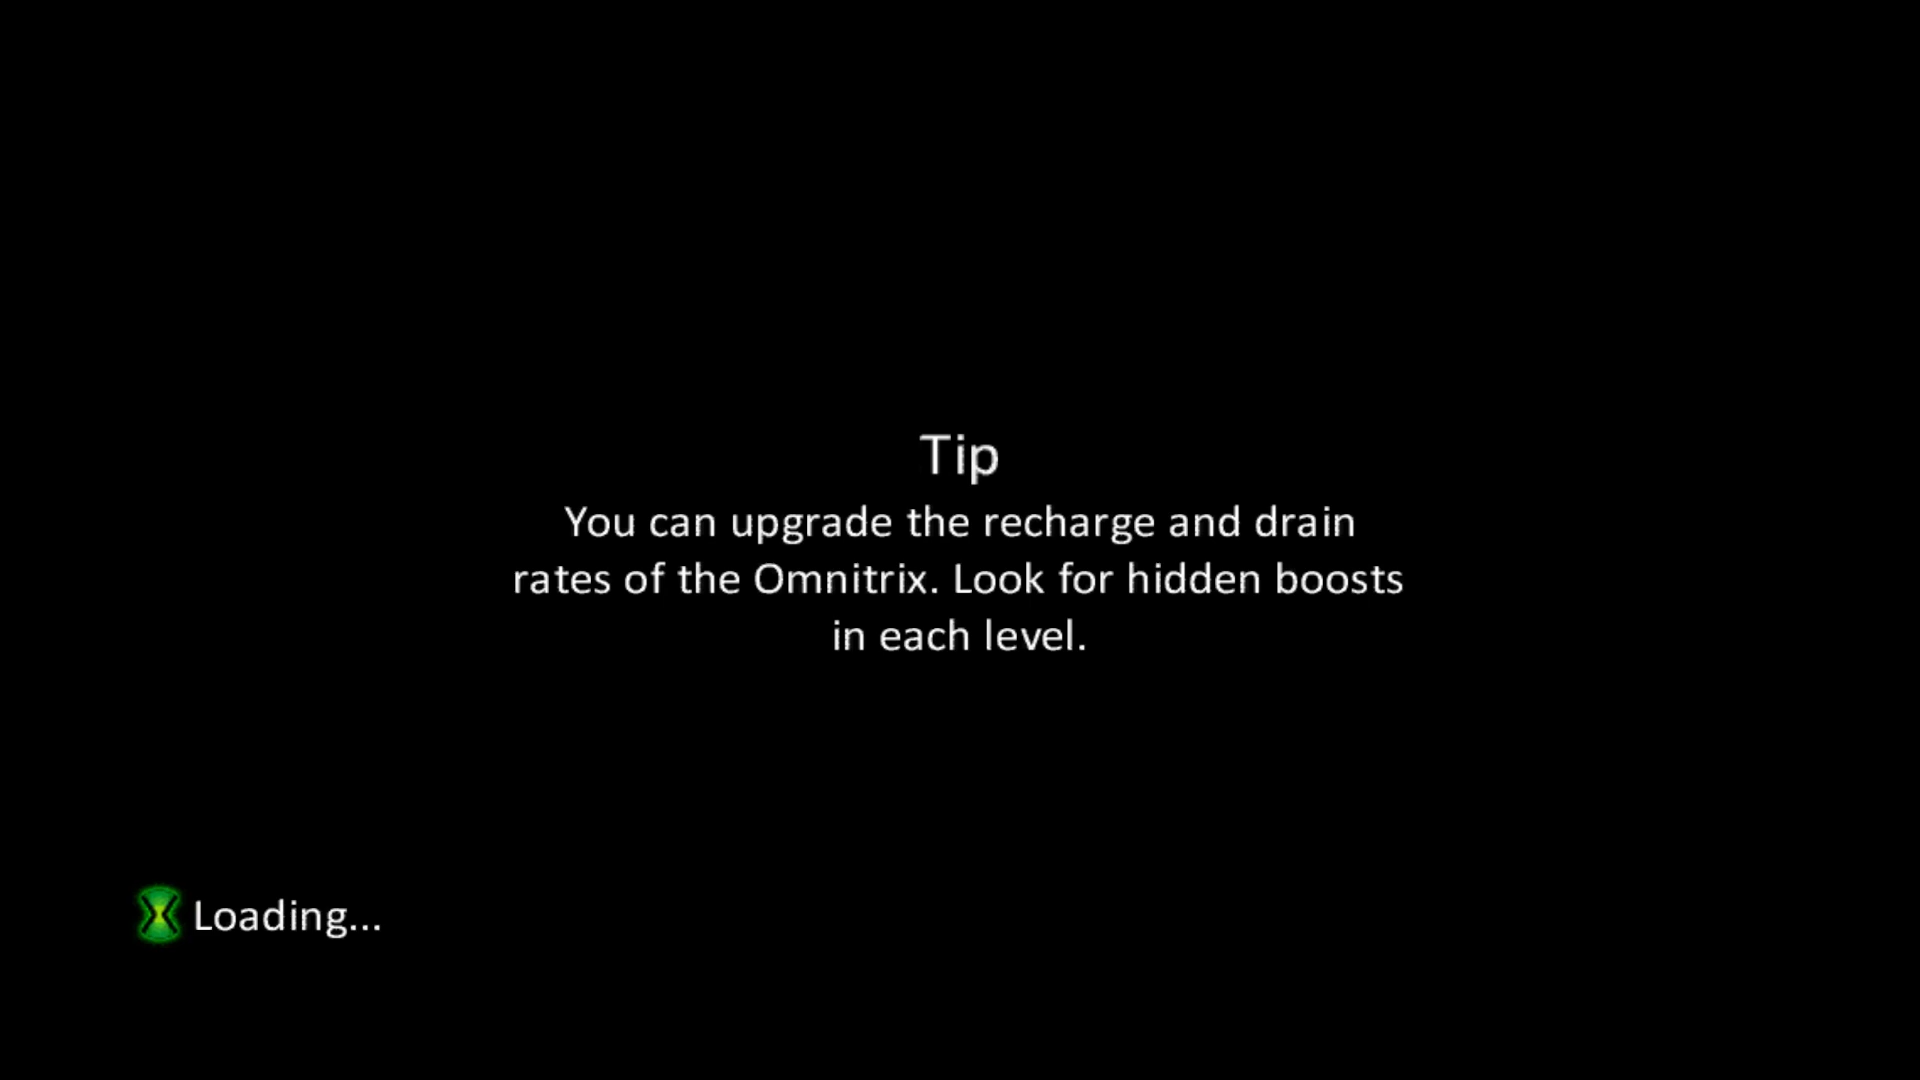 Tip
You can upgrade the recharge and drain
rates of the Omnitrix. Look for hidden boosts
in each level.
Loading...